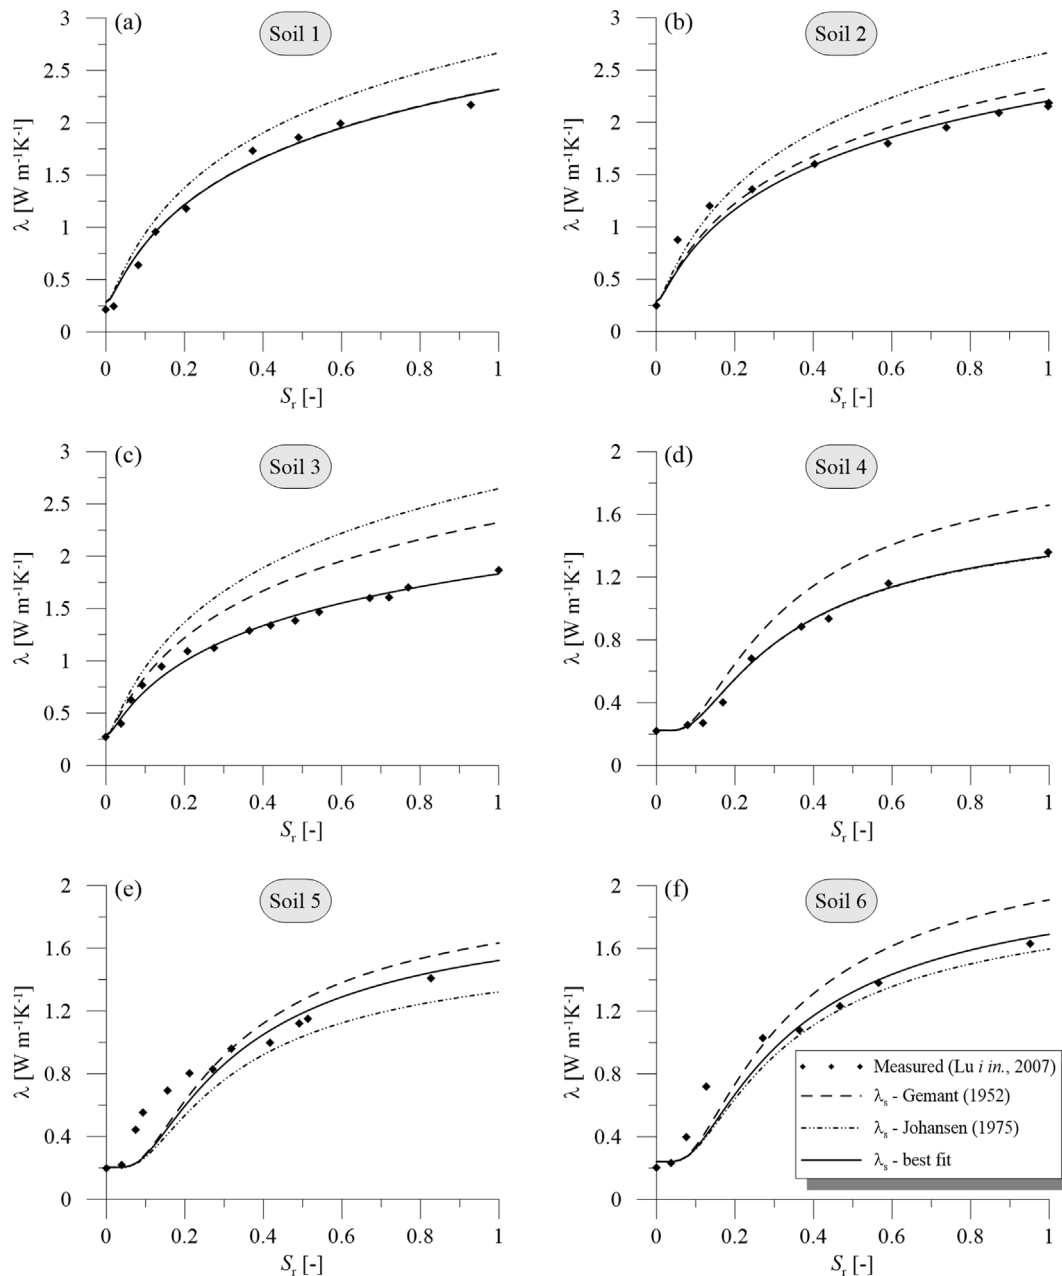 (a)
Soil 1
3
2.5
2
1.5
1
0.5
0
λ [W m⁻¹K⁻¹]
0 0.2 0.4 0.6 0.8 1
Sr [-]
(b)
Soil 2
3
2.5
2
1.5
1
0.5
0
λ [W m⁻¹K⁻¹]
0 0.2 0.4 0.6 0.8 1
Sr [-]
(c)
Soil 3
3
2.5
2
1.5
1
0.5
0
λ [W m⁻¹K⁻¹]
0 0.2 0.4 0.6 0.8 1
Sr [-]
(d)
Soil 4
2
1.6
1.2
0.8
0.4
0
λ [W m⁻¹K⁻¹]
0 0.2 0.4 0.6 0.8 1
Sr [-]
(e)
Soil 5
2
1.6
1.2
0.8
0.4
0
λ [W m⁻¹K⁻¹]
0 0.2 0.4 0.6 0.8 1
Sr [-]
(f)
Soil 6
2
1.6
1.2
0.8
0.4
0
λ [W m⁻¹K⁻¹]
0 0.2 0.4 0.6 0.8 1
Sr [-]
Measured (Lu i in., 2007)
λs - Gemant (1952)
λs - Johansen (1975)
λs - best fit